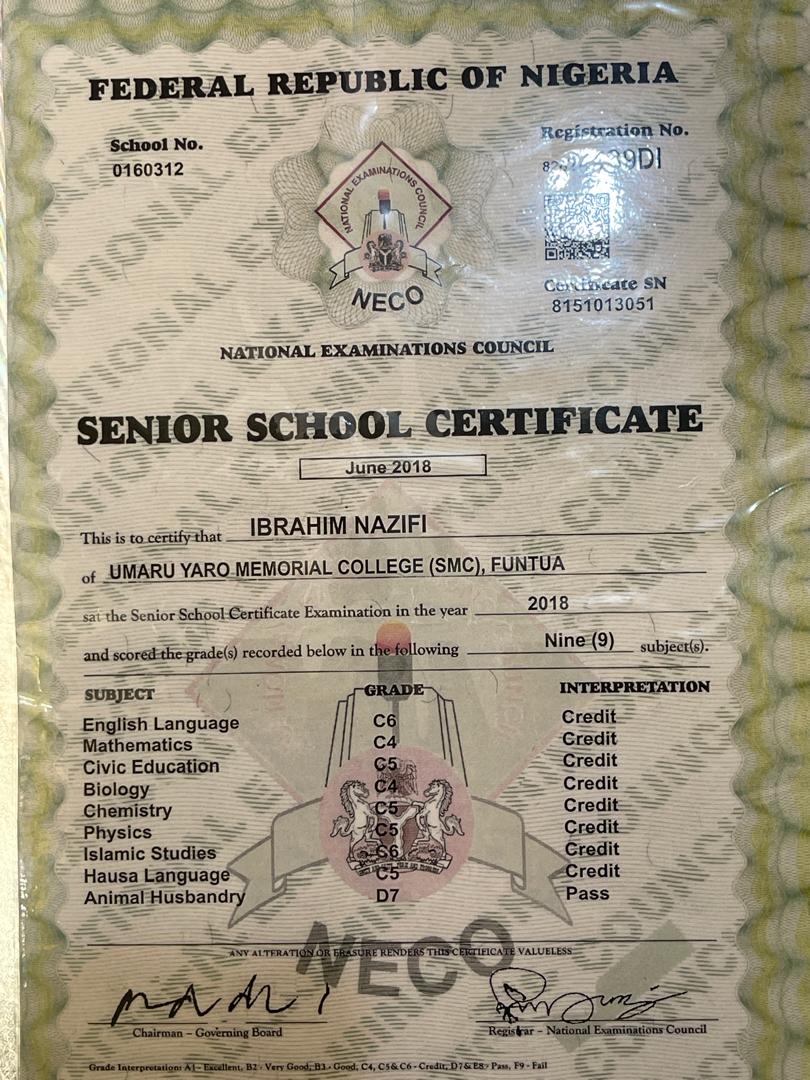 FEDERAL REPUBLIC OF NIGERIA
School No.
0160312
Registration No.
39DI
NATIONAL EXAMINATIONS COUNCIL
NECO
Certificate SN
8151013051
NATIONAL EXAMINATIONS COUNCIL
SENIOR SCHOOL CERTIFICATE
June 2018
This is to certify that IBRAHIM NAZIFI
of UMARU YARO MEMORIAL COLLEGE (SMC), FUNTUA
sat the Senior School Certificate Examination in the year 2018
and scored the grade(s) recorded below in the following Nine (9) subject(s).
SUBJECT GRADE INTERPRETATION
English Language C6 Credit
Mathematics C4 Credit
Civic Education C5 Credit
Biology C4 Credit
Chemistry C5 Credit
Physics C5 Credit
Islamic Studies C6 Credit
Hausa Language C5 Credit
Animal Husbandry D7 Pass
NECO
ANY ALTERATION OR ERASURE RENDERS THIS CERTIFICATE VALUELESS
Chairman – Governing Board
Registrar – National Examinations Council
Grade Interpretation: A1 - Excellent, B2 - Very Good, B3 - Good, C4, C5 & C6 - Credit, D7 & E8 - Pass, F9 - Fail